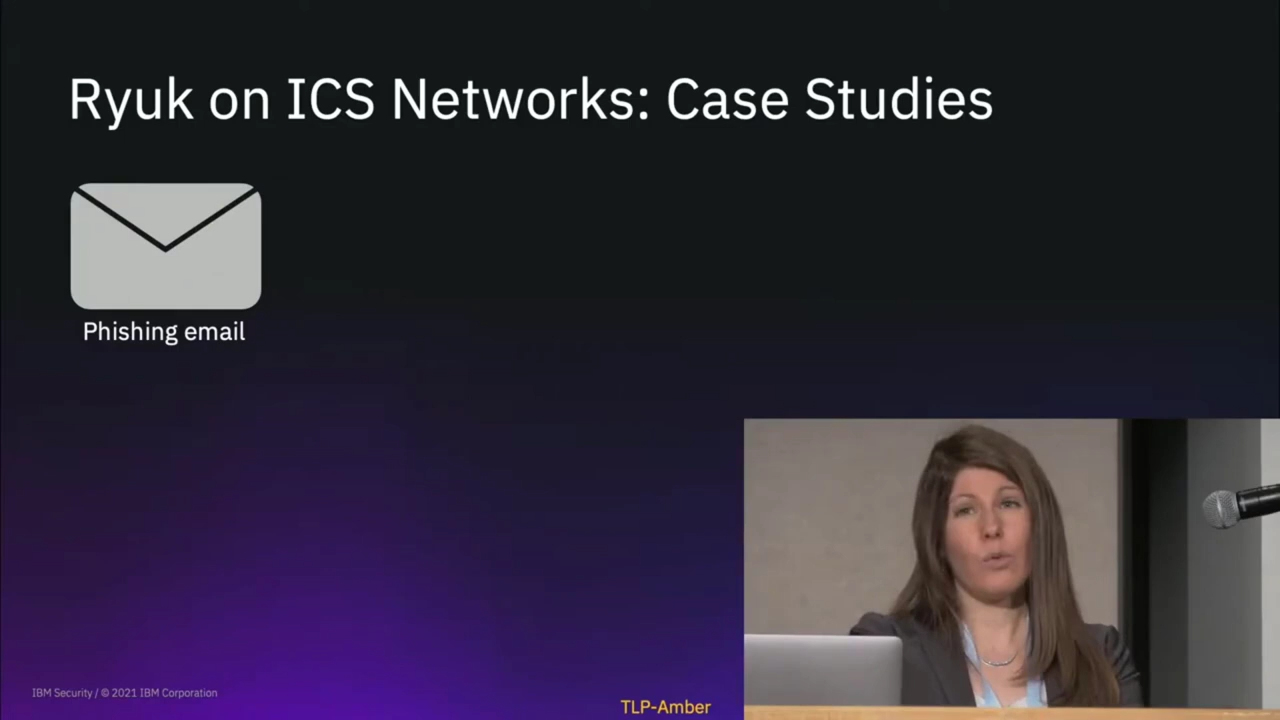 Ryuk on ICS Networks: Case Studies
Phishing email
IBM Security / © 2021 IBM Corporation
TLP-Amber